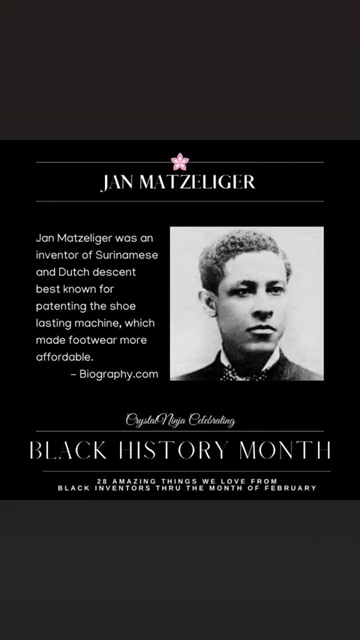 JAN MATZELIGER
Jan Matzeliger was an
inventor of Surinamese
and Dutch descent
best known for
patenting the shoe
lasting machine, which
made footwear more
affordable.
– Biography.com
CrystalNinja Celebrating
BLACK HISTORY MONTH
28 AMAZING THINGS WE LOVE FROM
BLACK INVENTORS THRU THE MONTH OF FEBRUARY